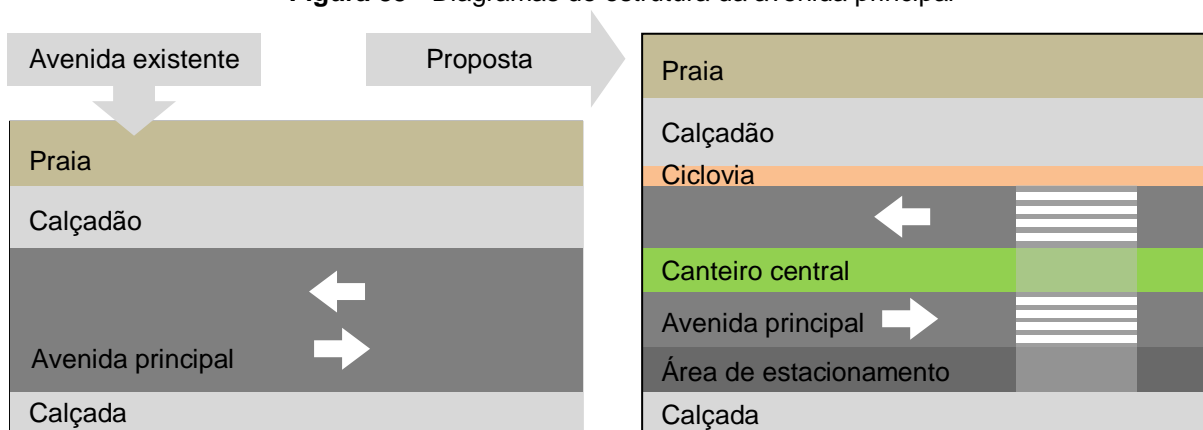 Avenida existente
Proposta
Praia
Calçadão
Avenida principal
Calçada
Praia
Calçadão
Ciclovia
Canteiro central
Avenida principal
Área de estacionamento
Calçada